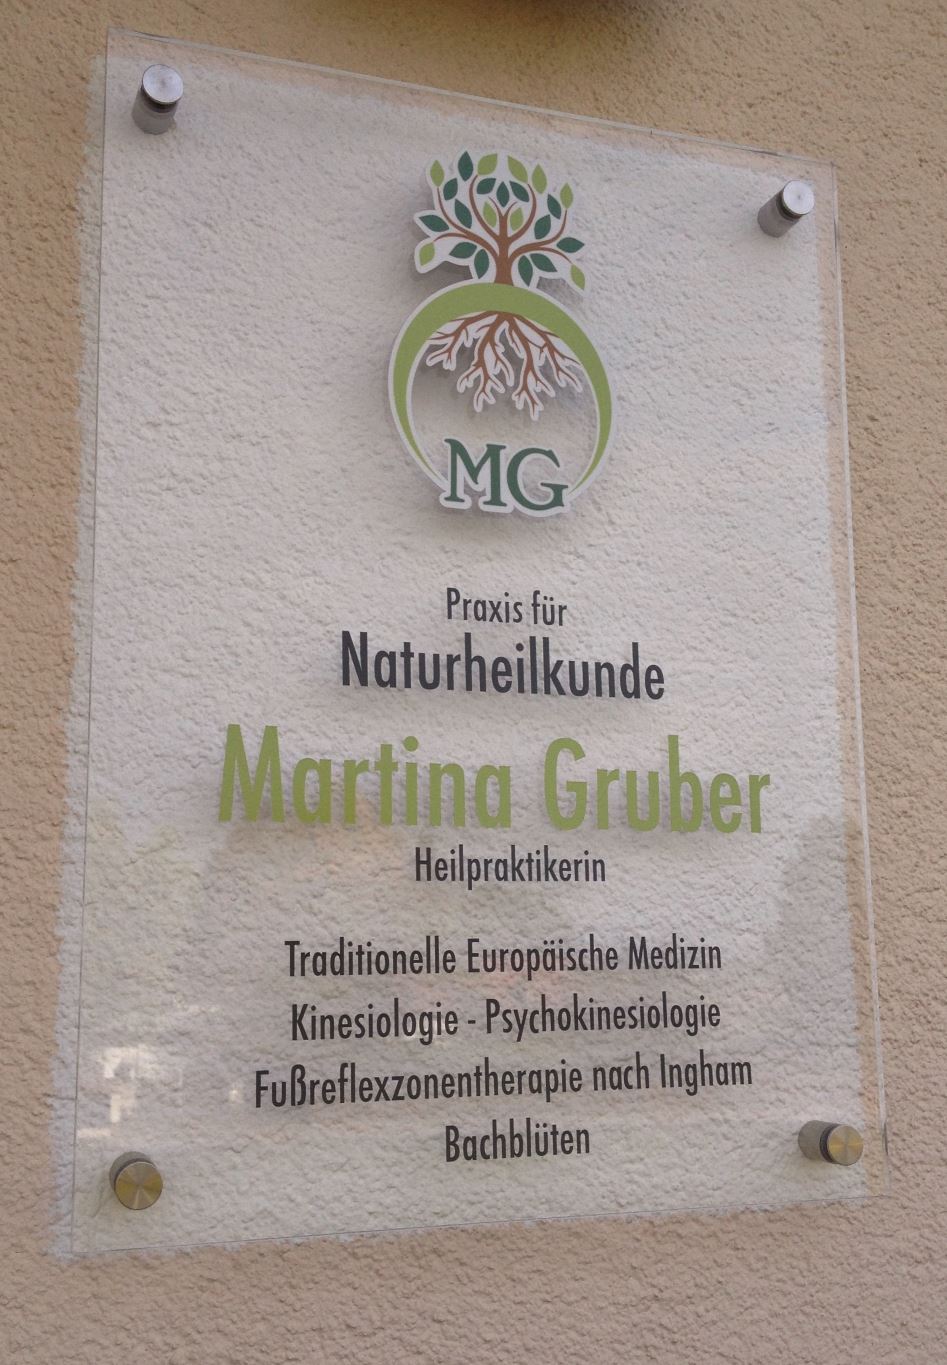 MG
Praxis für
Naturheilkunde
Martina Gruber
Heilpraktikerin
Traditionelle Europäische Medizin
Kinesiologie - Psychokinesiologie
Fußreflexzonentherapie nach Ingham
Bachblüten